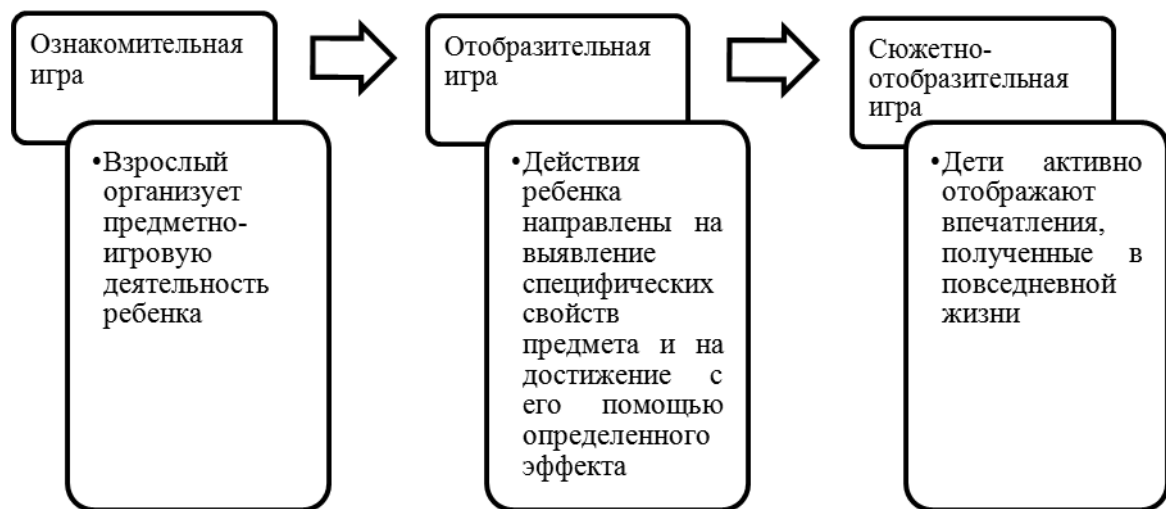 Ознакомительная
игра
•Взрослый
организует
предметно-
игровую
деятельность
ребенка
Отобразительная
игра
•Действия
ребенка
направлены на
выявление
специфических
свойств
предмета и на
достижение с
его помощью
определенного
эффекта
Сюжетно-
отобразительная
игра
•Дети активно
отображают
впечатления,
полученные в
повседневной
жизни